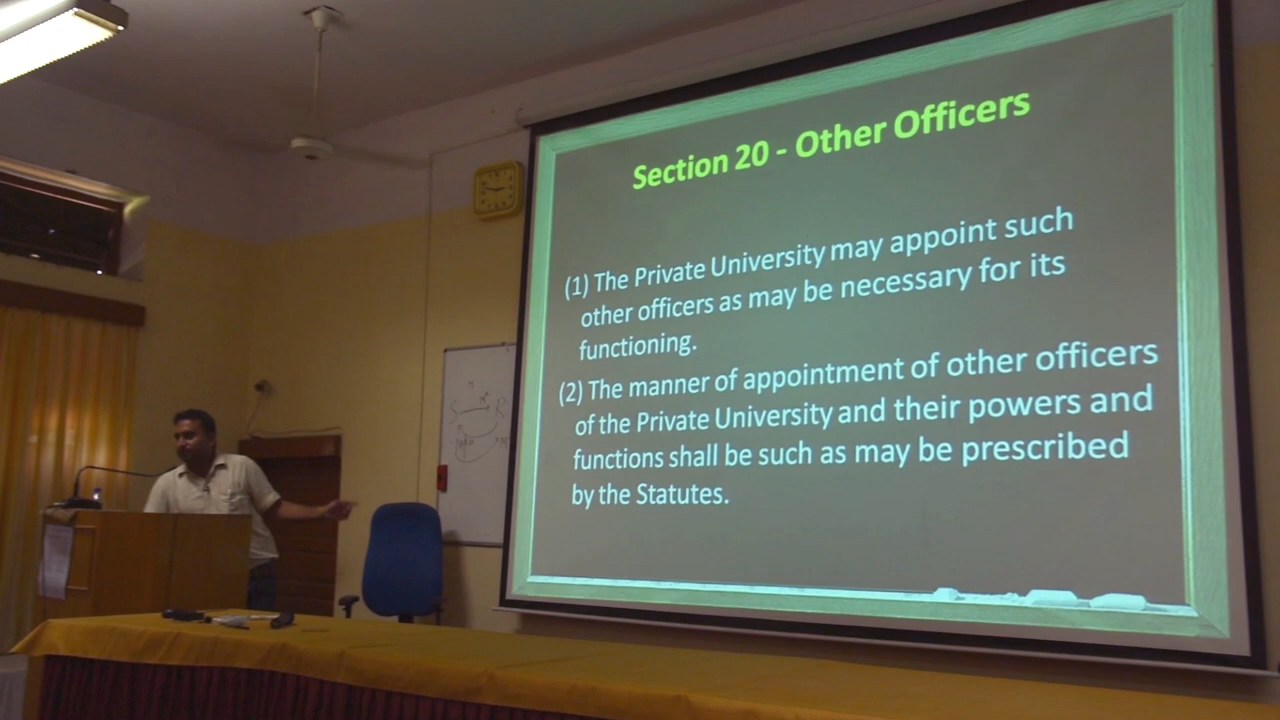 Section 20 - Other Officers
(1) The Private University may appoint such
other officers as may be necessary for its
functioning.
(2) The manner of appointment of other officers
of the Private University and their powers and
functions shall be such as may be prescribed
by the Statutes.